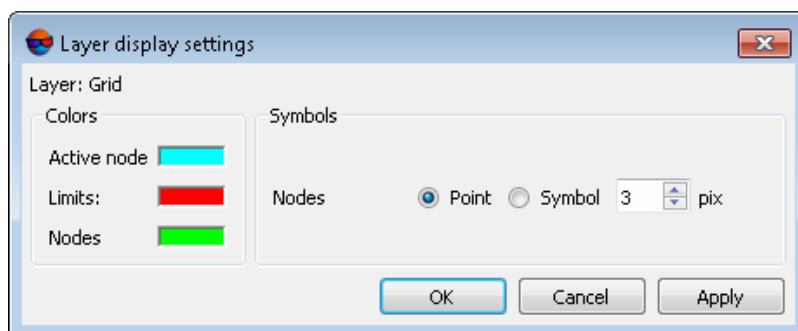 Layer display settings
Layer: Grid
Colors
Active node
Limits:
Nodes
Symbols
Nodes Point Symbol 3 pix
OK Cancel Apply